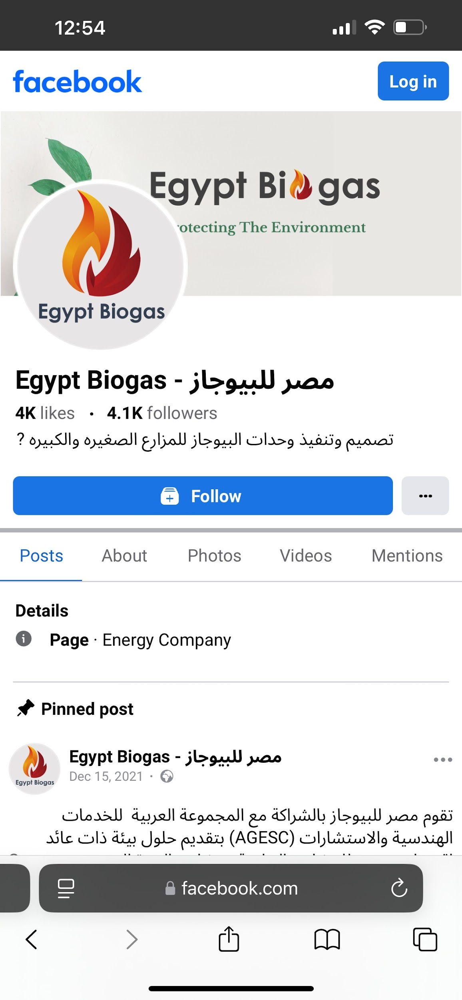 12:54
facebook
Log in
Egypt Biogas
otecting The Environment
Egypt Biogas
Egypt Biogas - مصر للبيوجاز
4K likes · 4.1K followers
تصميم وتنفيذ وحدات البيوجاز للمزارع الصغيره والكبيره ?
Follow
Posts About Photos Videos Mentions
Details
Page · Energy Company
Pinned post
Egypt Biogas - مصر للبيوجاز
Egypt Biogas
Dec 15, 2021 ·
تقوم مصر للبيوجاز بالشراكة مع المجموعة العربية للخدمات
الهندسية والاستشارات (AGESC) بتقديم حلول بيئة ذات عائد
facebook.com